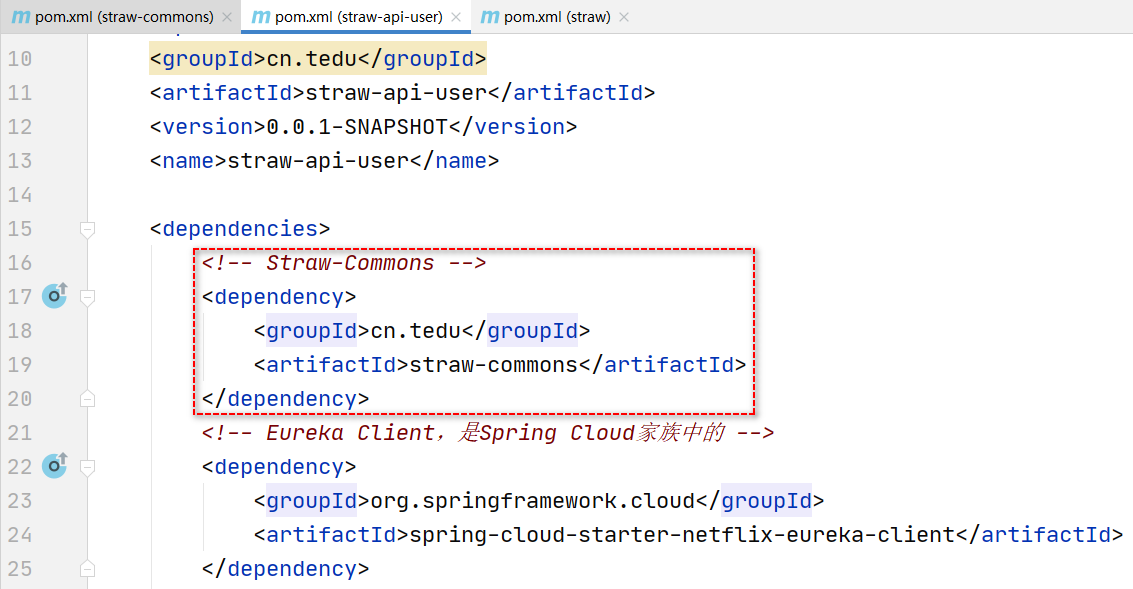 pom.xml (straw-commons) pom.xml (straw-api-user) pom.xml (straw)
10 <groupId>cn.tedu</groupId>
11 <artifactId>straw-api-user</artifactId>
12 <version>0.0.1-SNAPSHOT</version>
13 <name>straw-api-user</name>
14
15 <dependencies>
16 <!-- Straw-Commons -->
17 <dependency>
18 <groupId>cn.tedu</groupId>
19 <artifactId>straw-commons</artifactId>
20 </dependency>
21 <!-- Eureka Client，是Spring Cloud家族中的 -->
22 <dependency>
23 <groupId>org.springframework.cloud</groupId>
24 <artifactId>spring-cloud-starter-netflix-eureka-client</artifactId>
25 </dependency>